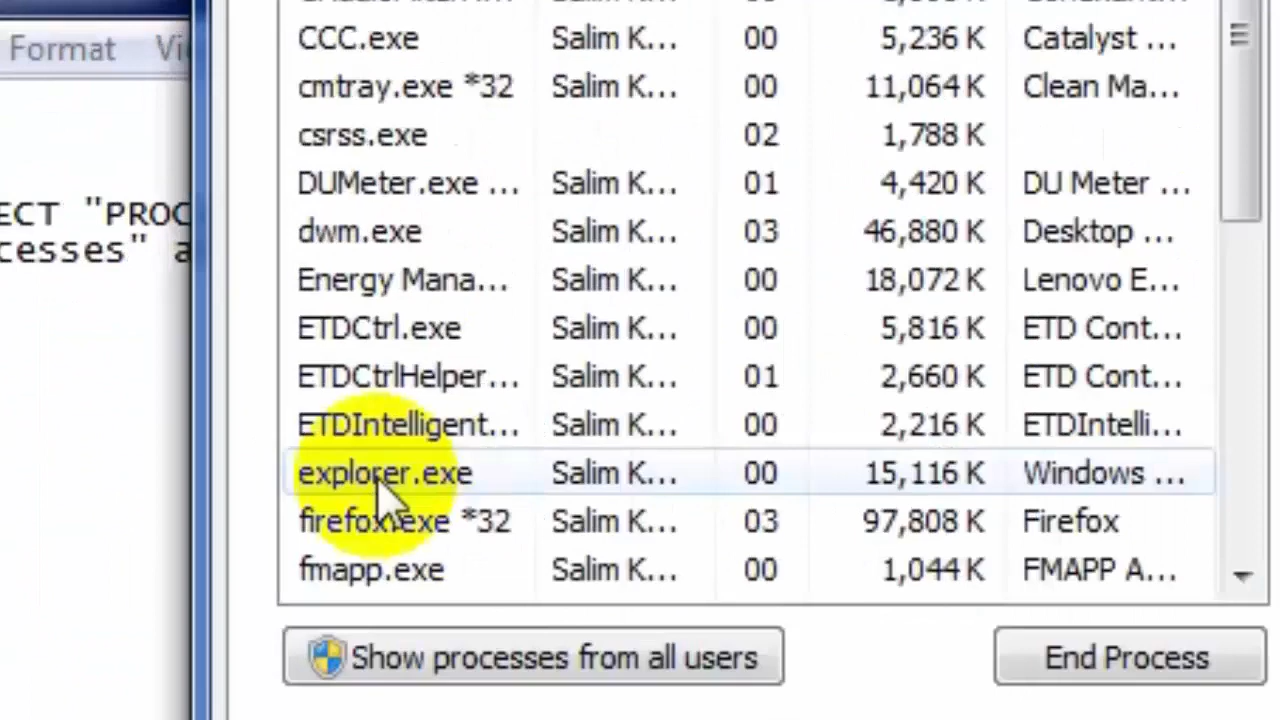 Format
CCC.exe Salim K... 00 5,236 K Catalyst ...
cmtray.exe *32 Salim K... 00 11,064 K Clean Ma...
csrss.exe 02 1,788 K
DUMeter.exe ... Salim K... 01 4,420 K DU Meter ...
ECT "PROC
dwm.exe Salim K... 03 46,880 K Desktop ...
cesses" a
Energy Mana... Salim K... 00 18,072 K Lenovo E...
ETDCtrl.exe Salim K... 00 5,816 K ETD Cont...
ETDCtrlHelper... Salim K... 01 2,660 K ETD Cont...
ETDIntelligent... Salim K... 00 2,216 K ETDIntelli...
explorer.exe Salim K... 00 15,116 K Windows ...
firefox.exe *32 Salim K... 03 97,808 K Firefox
fmapp.exe Salim K... 00 1,044 K FMAPP A...
Show processes from all users End Process